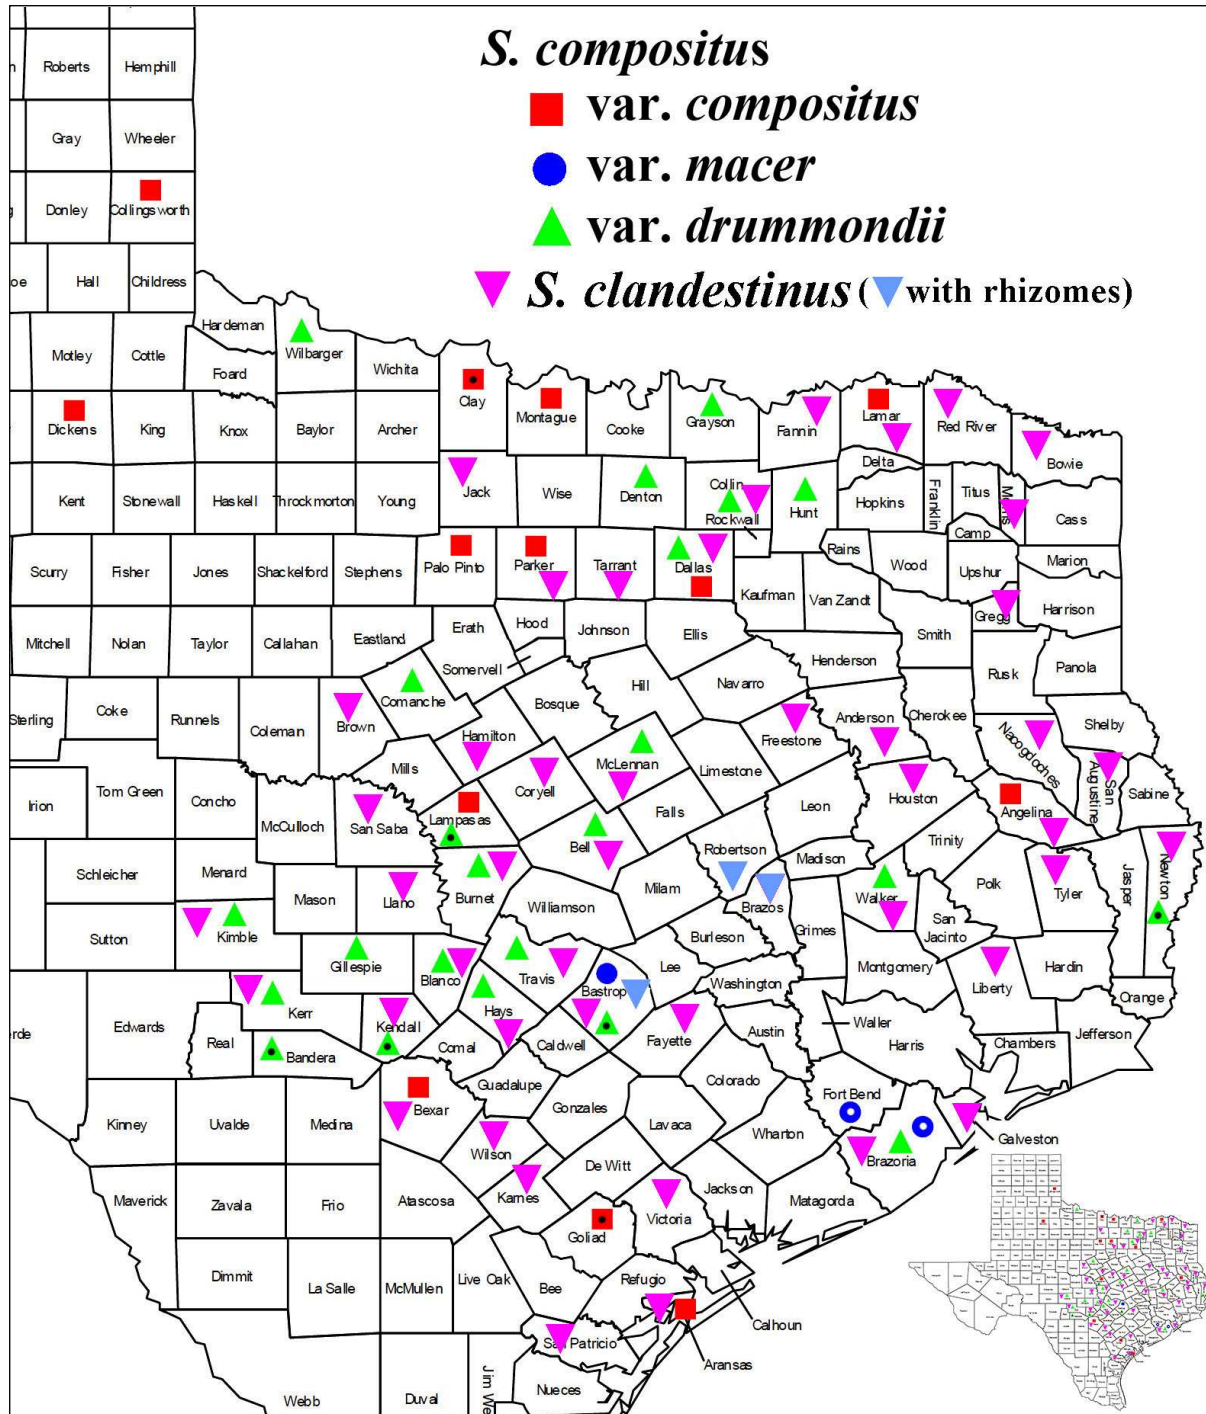 S. compositus
var. compositus
var. macer
var. drummondii
S. clandestinus ( with rhizomes)
Roberts Hemphill
Gray Wheeler
Donley Collingsworth
oe Hall Childress
Hardeman
Motley Cottle Foard Wilbarger Wichita Clay Montague Cooke Grayson Fannin Lamar Red River Bowie
Dickens King Knox Baylor Archer
Delta
Kent Stonewall Haskell Throckmorton Young Jack Wise Denton Collin Hunt Hopkins Franklin Titus Morris Cass
Rockwall
Camp
Scurry Fisher Jones Shackelford Stephens Palo Pinto Parker Tarrant Dallas Kaufman Rains Wood Upshur Marion
Van Zandt Gregg Harrison
Mitchell Nolan Taylor Callahan Eastland Erath Hood Johnson Ellis Smith
Somervell Henderson Rusk Panola
Sterling Coke Runnels Coleman Brown Comanche Bosque Hill Navarro Anderson Cherokee Nacogdoches Shelby
Hamilton Freestone
Mills McLennan Limestone San Augustine Sabine
Irion Tom Green Concho McCulloch San Saba Lampasas Coryell Falls Leon Houston Angelina
Bell Robertson Madison Trinity
Schleicher Menard Mason Llano Burnet Williamson Milam Brazos Walker Polk Tyler Jasper Newton
Sutton Kimble Grimes San Jacinto
Burleson
Gillespie Blanco Travis Bastrop Lee Washington Montgomery Liberty Hardin
Orange
Edwards Kerr Kendall Hays Caldwell Fayette Austin Waller
erde Real Bandera Comal Harris Chambers Jefferson
Guadalupe Colorado Fort Bend
Kinney Uvalde Medina Bexar Gonzales Lavaca Wharton Brazoria Galveston
Wilson
Maverick Zavala Frio Atascosa Karnes De Witt Jackson Matagorda
Victoria
Goliad
Dimmit La Salle McMullen Live Oak Bee Refugio
Calhoun
San Patricio Aransas
Webb Duval Jim We Nueces